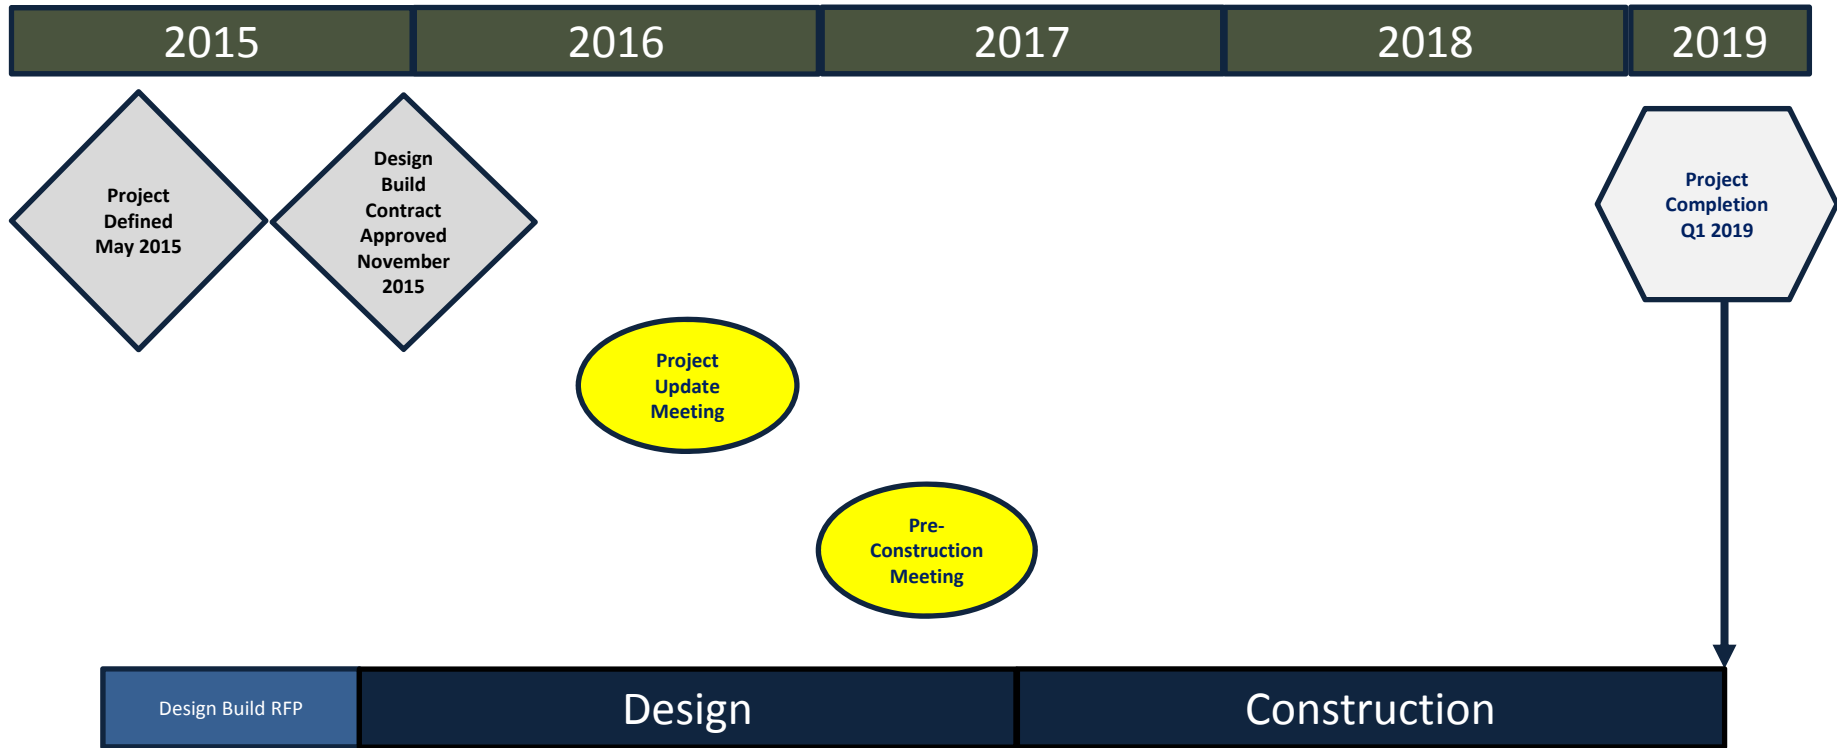 2015
2016
2017
2018
2019
Project
Defined
May 2015
Design
Build
Contract
Approved
November
2015
Project
Completion
Q1 2019
Project
Update
Meeting
Pre-
Construction
Meeting
Design Build RFP
Design
Construction